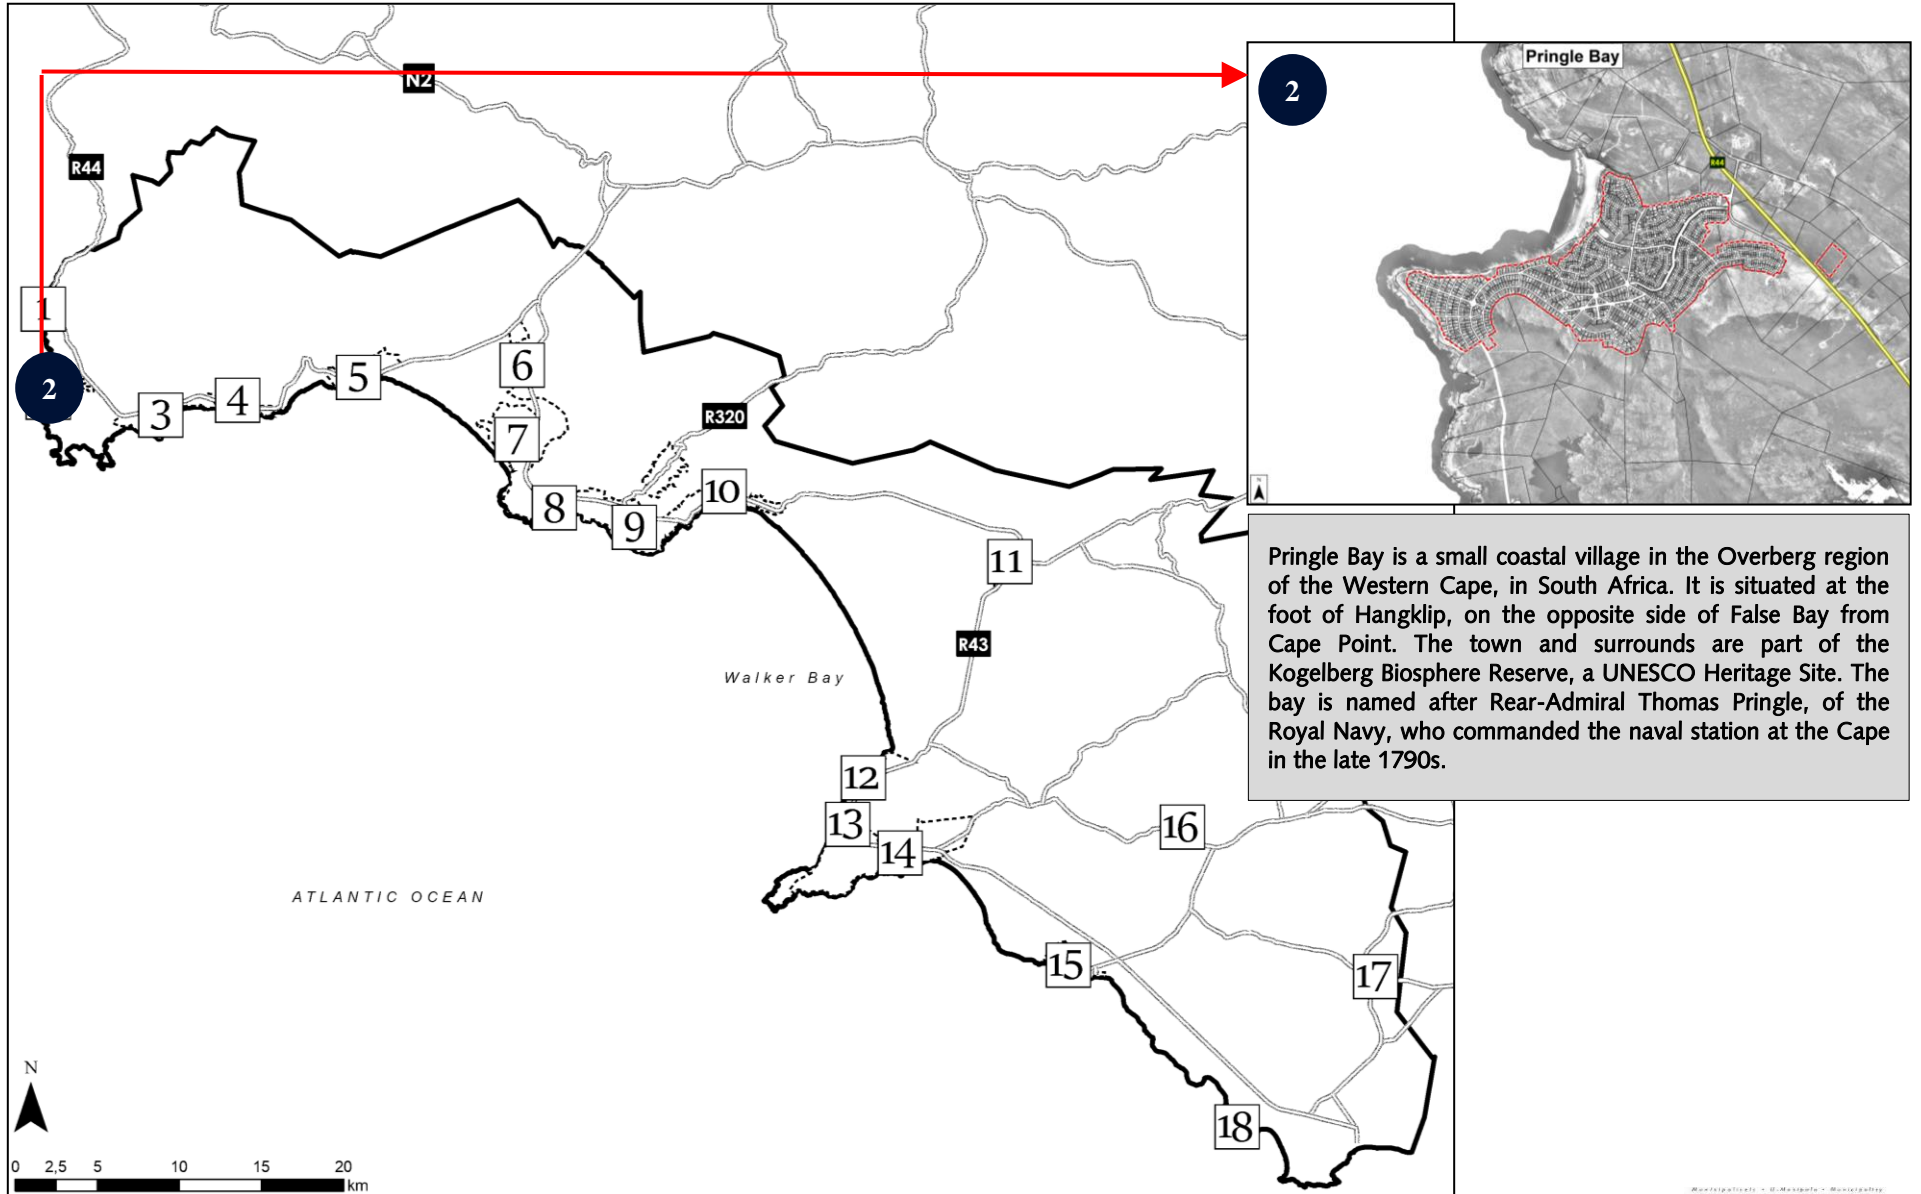 N2
R44
1
2
3
4
5
6
7
8
9
10
R320
11
R43
Walker Bay
12
13
14
15
16
17
18
ATLANTIC OCEAN
N
0 2,5 5 10 15 20
km
2
Pringle Bay
R44
N
Pringle Bay is a small coastal village in the Overberg region
of the Western Cape, in South Africa. It is situated at the
foot of Hangklip, on the opposite side of False Bay from
Cape Point. The town and surrounds are part of the
Kogelberg Biosphere Reserve, a UNESCO Heritage Site. The
bay is named after Rear-Admiral Thomas Pringle, of the
Royal Navy, who commanded the naval station at the Cape
in the late 1790s.